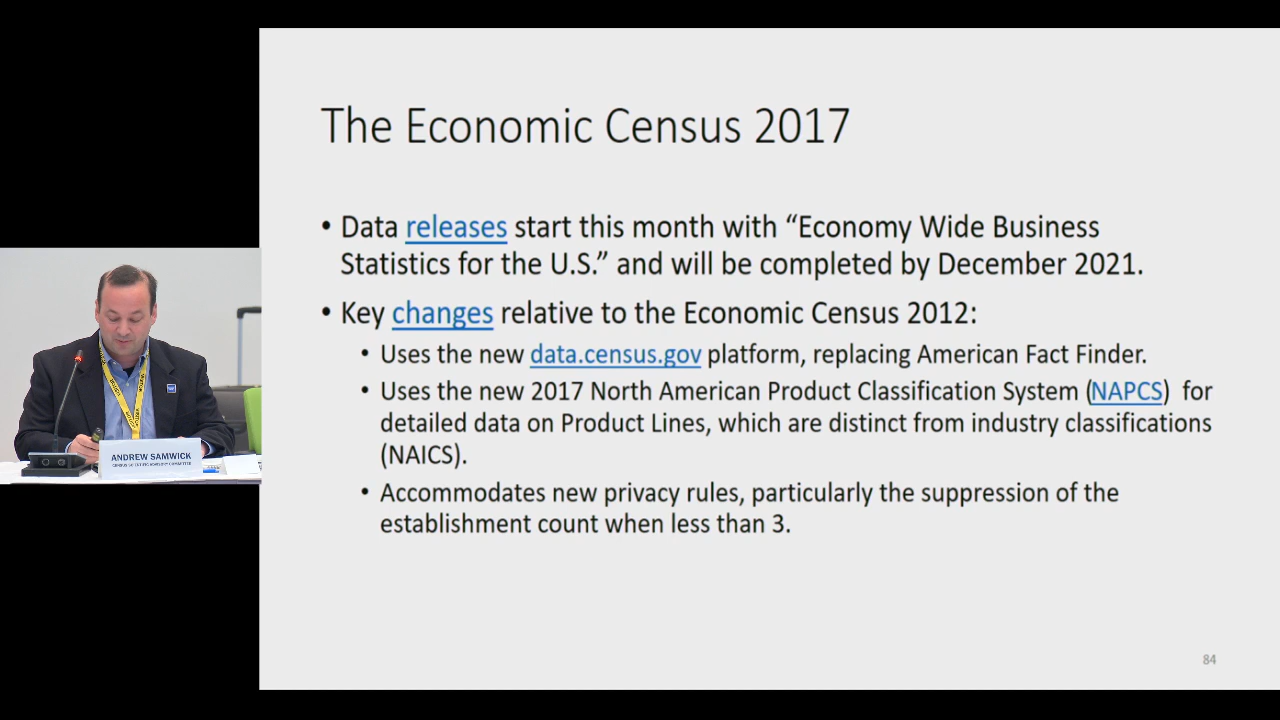 The Economic Census 2017
• Data releases start this month with “Economy Wide Business
Statistics for the U.S.” and will be completed by December 2021.
• Key changes relative to the Economic Census 2012:
• Uses the new data.census.gov platform, replacing American Fact Finder.
• Uses the new 2017 North American Product Classification System (NAPCS) for
detailed data on Product Lines, which are distinct from industry classifications
(NAICS).
• Accommodates new privacy rules, particularly the suppression of the
establishment count when less than 3.
84
ANDREW SAMWICK
CENSUS SCIENTIFIC ADVISORY COMMITTEE